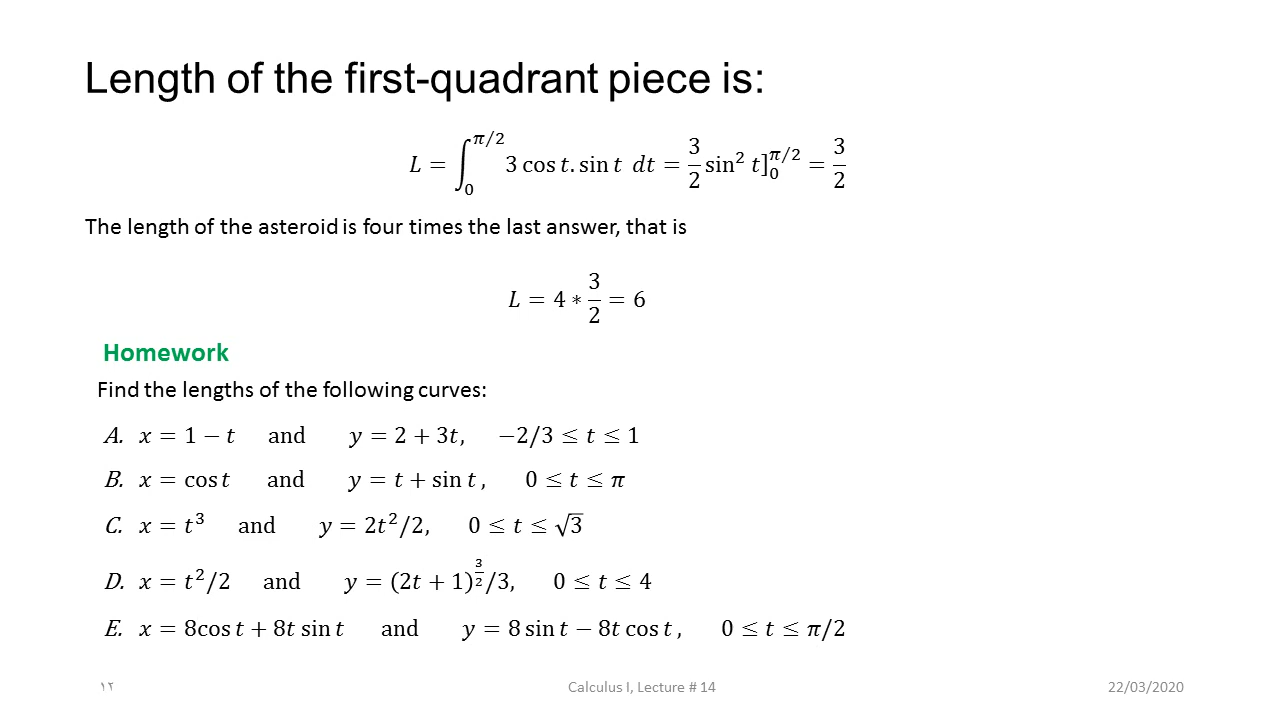 Length of the first-quadrant piece is:
L = ∫₀^{π/2} 3 cos t. sin t dt = 3/2 sin² t]₀^{π/2} = 3/2
The length of the asteroid is four times the last answer, that is
L = 4 ∗ 3/2 = 6
Homework
Find the lengths of the following curves:
A. x = 1 − t and y = 2 + 3t, −2/3 ≤ t ≤ 1
B. x = cos t and y = t + sin t , 0 ≤ t ≤ π
C. x = t³ and y = 2t²/2, 0 ≤ t ≤ √3
D. x = t²/2 and y = (2t + 1)^{3/2}/3, 0 ≤ t ≤ 4
E. x = 8cos t + 8t sin t and y = 8 sin t − 8t cos t , 0 ≤ t ≤ π/2
١٢ Calculus I, Lecture # 14 22/03/2020